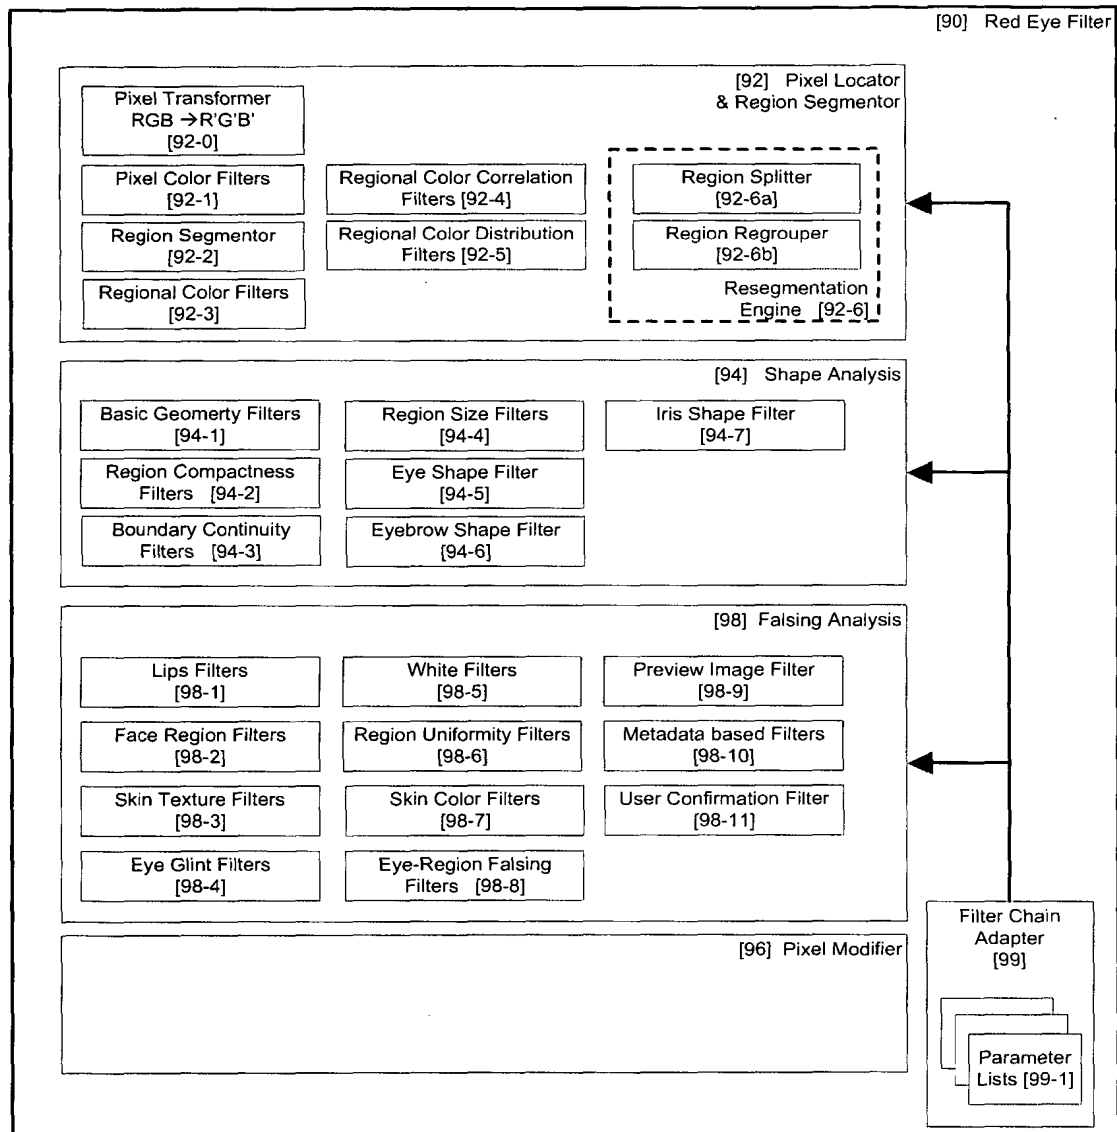 [90] Red Eye Filter
[92] Pixel Locator
& Region Segmentor
Pixel Transformer
RGB →R'G'B'
[92-0]
Pixel Color Filters
[92-1]
Region Segmentor
[92-2]
Regional Color Filters
[92-3]
Regional Color Correlation
Filters [92-4]
Regional Color Distribution
Filters [92-5]
Region Splitter
[92-6a]
Region Regrouper
[92-6b]
Resegmentation
Engine [92-6]
[94] Shape Analysis
Basic Geomerty Filters
[94-1]
Region Compactness
Filters [94-2]
Boundary Continuity
Filters [94-3]
Region Size Filters
[94-4]
Eye Shape Filter
[94-5]
Eyebrow Shape Filter
[94-6]
Iris Shape Filter
[94-7]
[98] Falsing Analysis
Lips Filters
[98-1]
Face Region Filters
[98-2]
Skin Texture Filters
[98-3]
Eye Glint Filters
[98-4]
White Filters
[98-5]
Region Uniformity Filters
[98-6]
Skin Color Filters
[98-7]
Eye-Region Falsing
Filters [98-8]
Preview Image Filter
[98-9]
Metadata based Filters
[98-10]
User Confirmation Filter
[98-11]
[96] Pixel Modifier
Filter Chain
Adapter
[99]
Parameter
Lists [99-1]